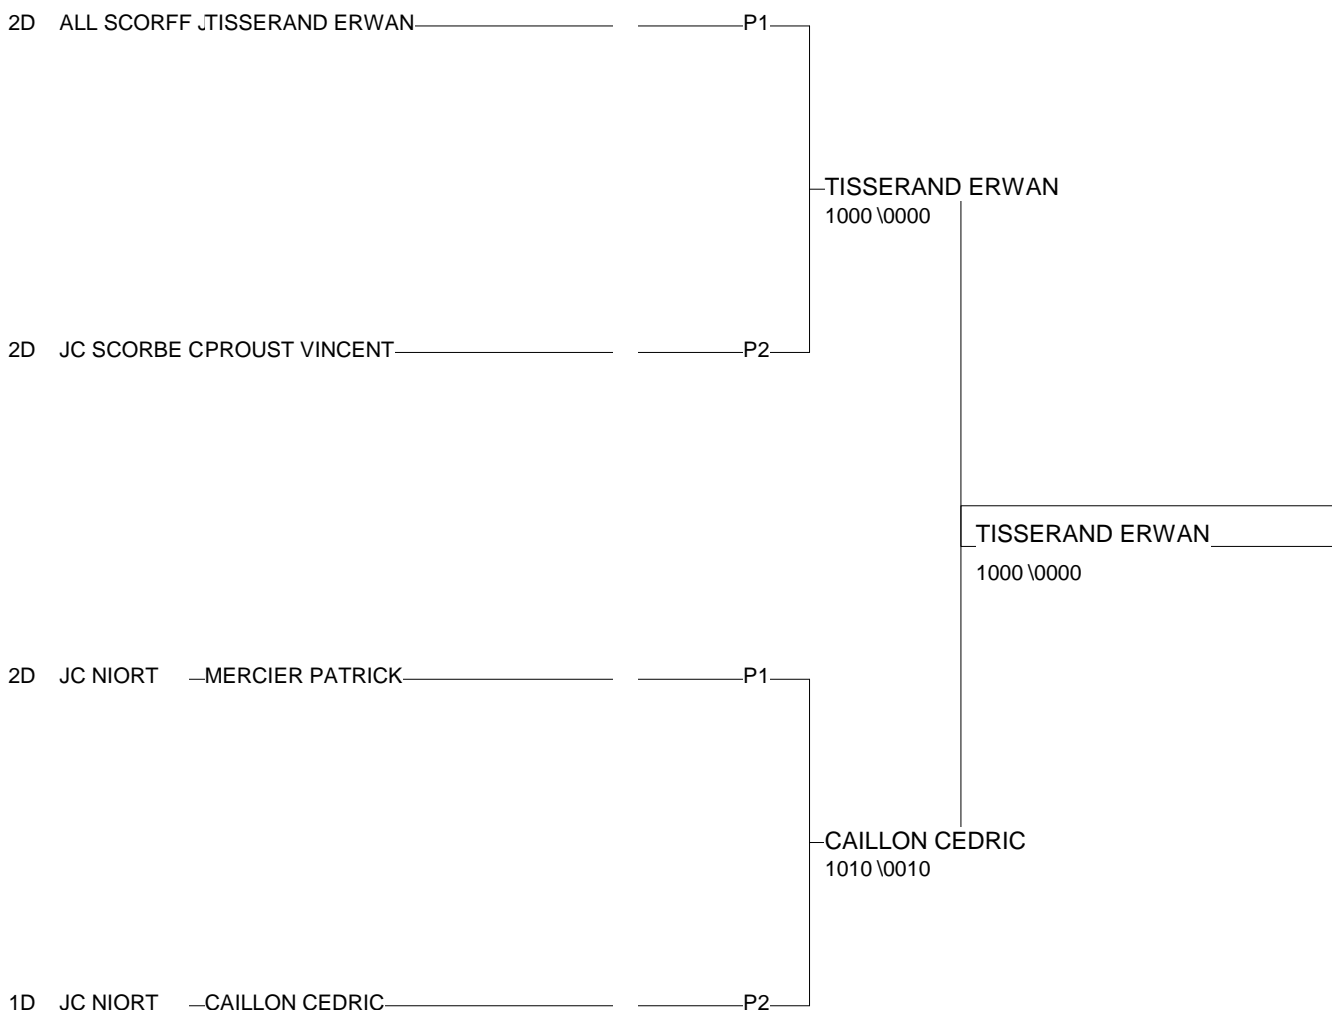 2D ALL SCORFF J TISSERAND ERWAN P1
TISSERAND ERWAN
1000 \0000
2D JC SCORBE C PROUST VINCENT P2
TISSERAND ERWAN
1000 \0000
2D JC NIORT MERCIER PATRICK P1
CAILLON CEDRIC
1010 \0010
1D JC NIORT CAILLON CEDRIC P2